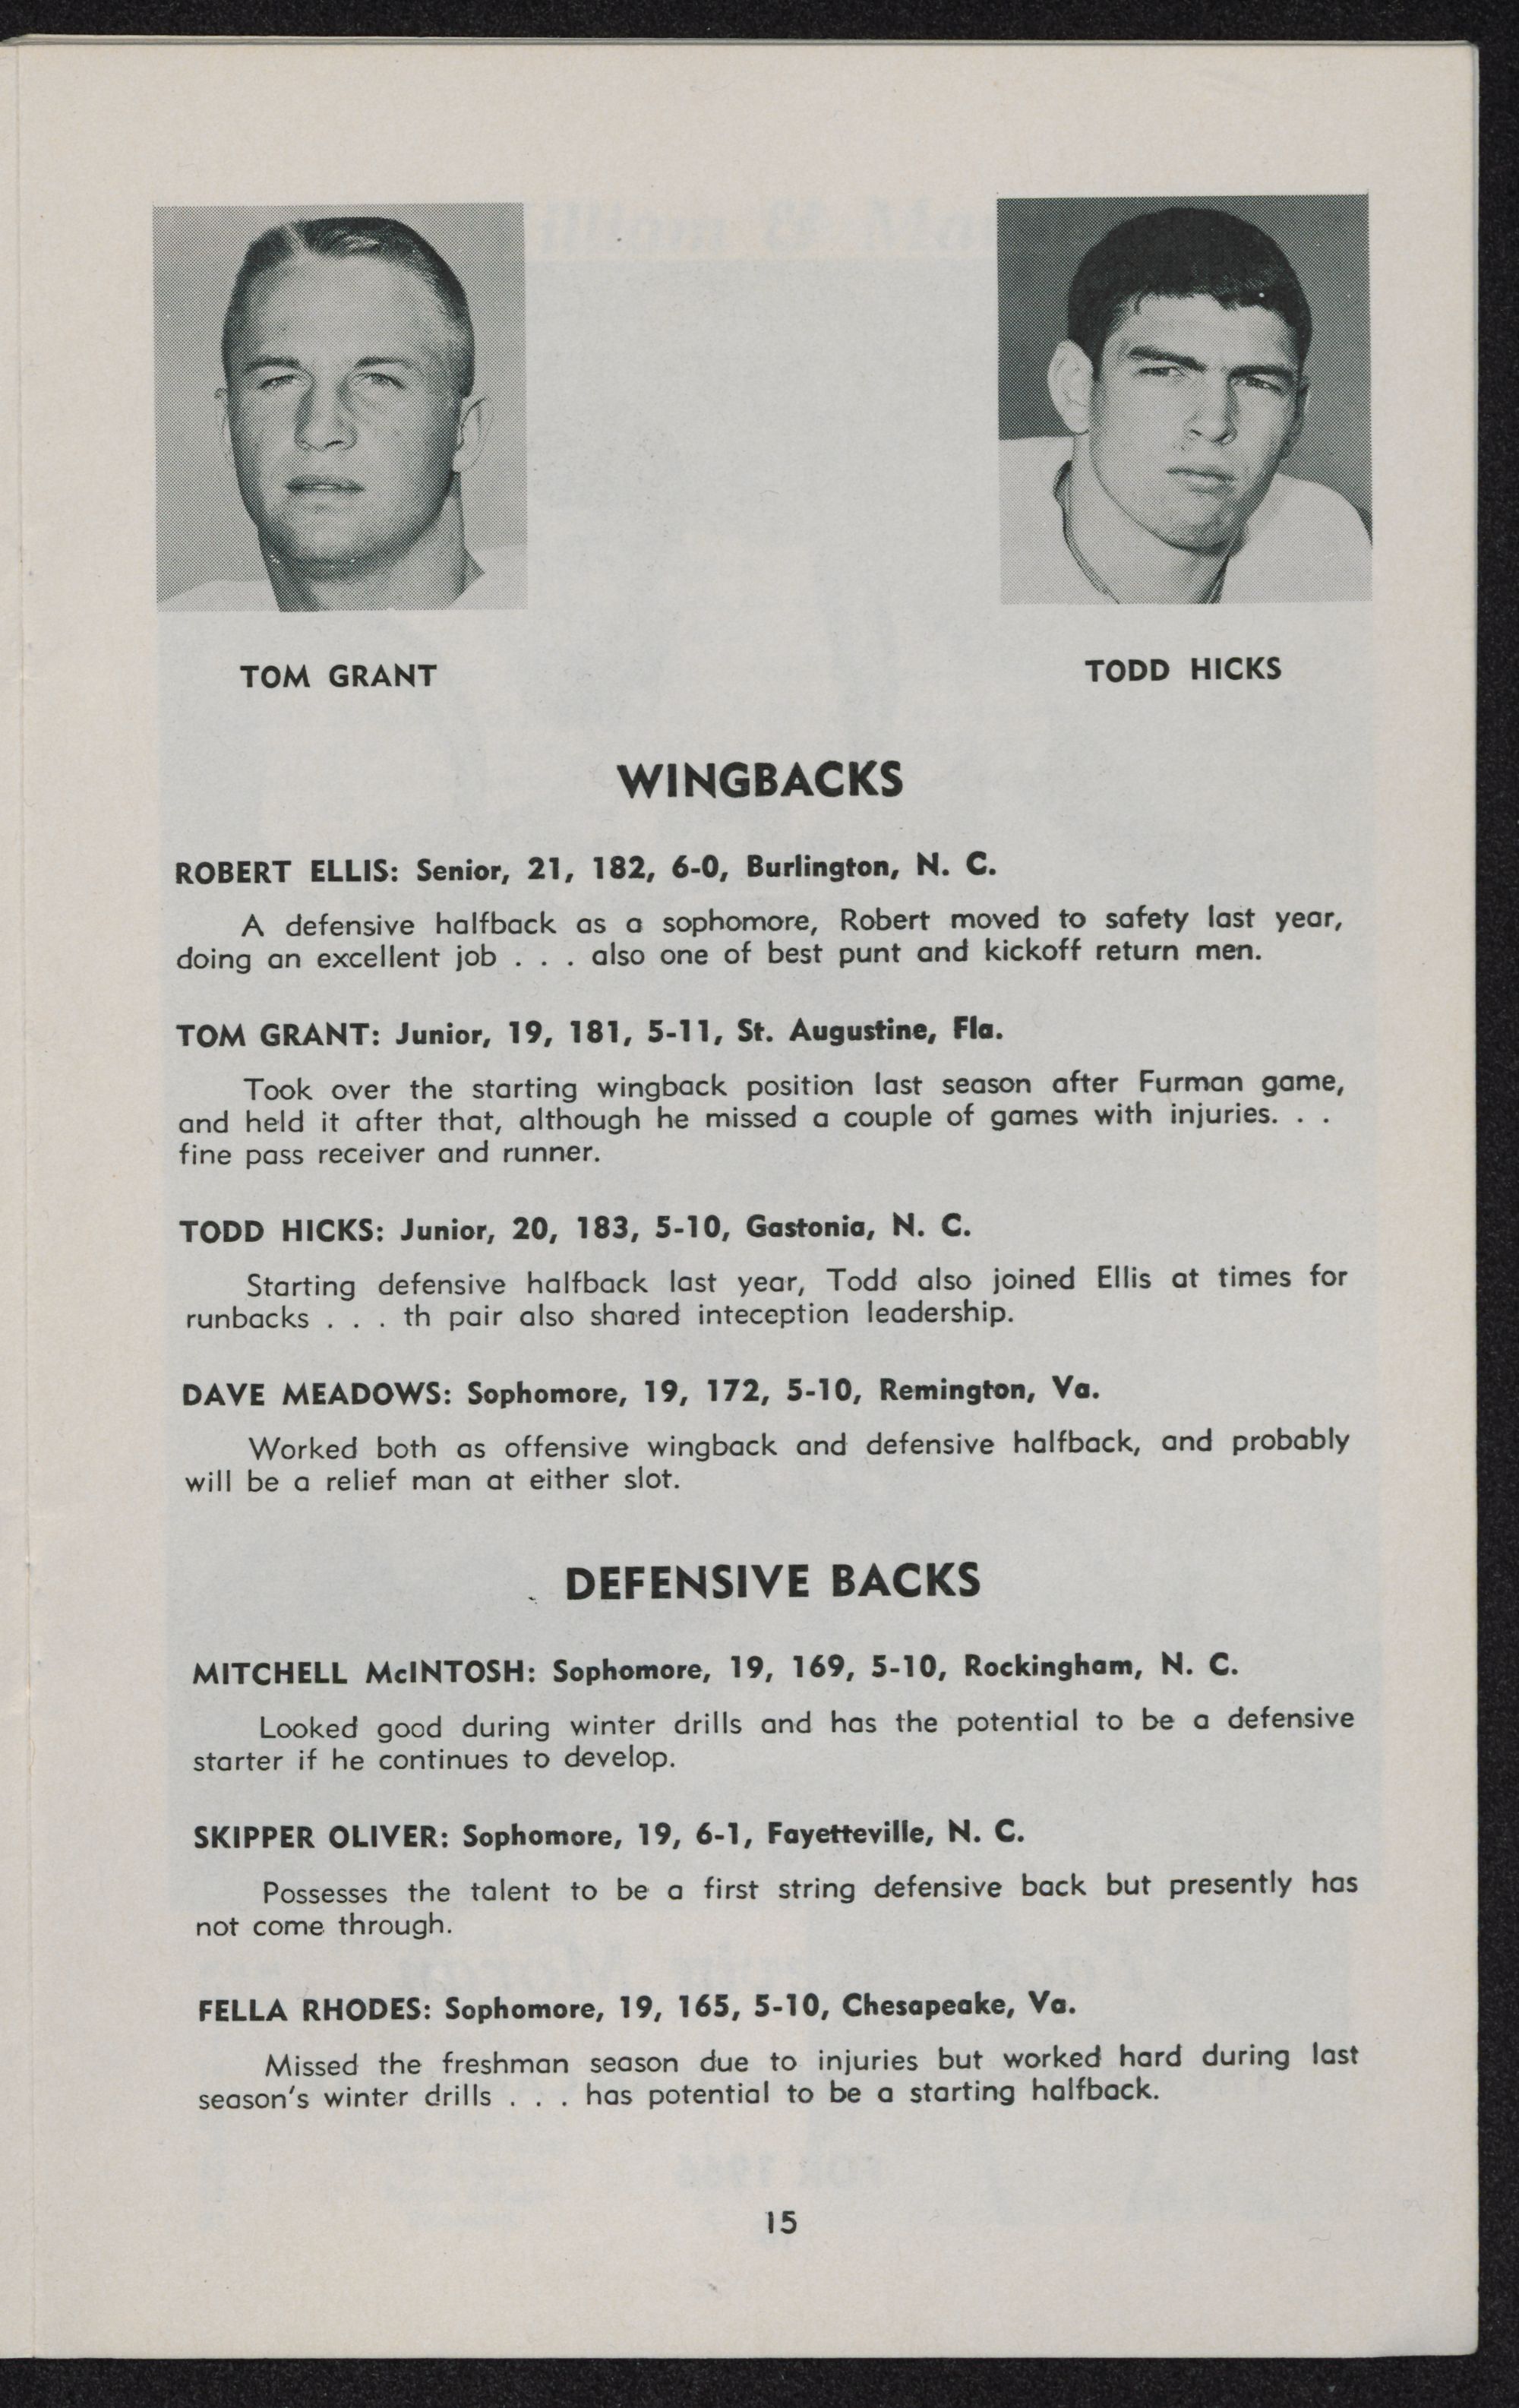 TOM GRANT
TODD HICKS
WINGBACKS
ROBERT ELLIS: Senior, 21, 182, 6-0, Burlington, N. C.
A defensive halfback as a sophomore, Robert moved to safety last year,
doing an excellent job . . . also one of best punt and kickoff return men.
TOM GRANT: Junior, 19, 181, 5-11, St. Augustine, Fla.
Took over the starting wingback position last season after Furman game,
and held it after that, although he missed a couple of games with injuries. . .
fine pass receiver and runner.
TODD HICKS: Junior, 20, 183, 5-10, Gastonia, N. C.
Starting defensive halfback last year, Todd also joined Ellis at times for
runbacks . . . th pair also shared inteception leadership.
DAVE MEADOWS: Sophomore, 19, 172, 5-10, Remington, Va.
Worked both as offensive wingback and defensive halfback, and probably
will be a relief man at either slot.
DEFENSIVE BACKS
MITCHELL McINTOSH: Sophomore, 19, 169, 5-10, Rockingham, N. C.
Looked good during winter drills and has the potential to be a defensive
starter if he continues to develop.
SKIPPER OLIVER: Sophomore, 19, 6-1, Fayetteville, N. C.
Possesses the talent to be a first string defensive back but presently has
not come through.
FELLA RHODES: Sophomore, 19, 165, 5-10, Chesapeake, Va.
Missed the freshman season due to injuries but worked hard during last
season's winter drills . . . has potential to be a starting halfback.
15